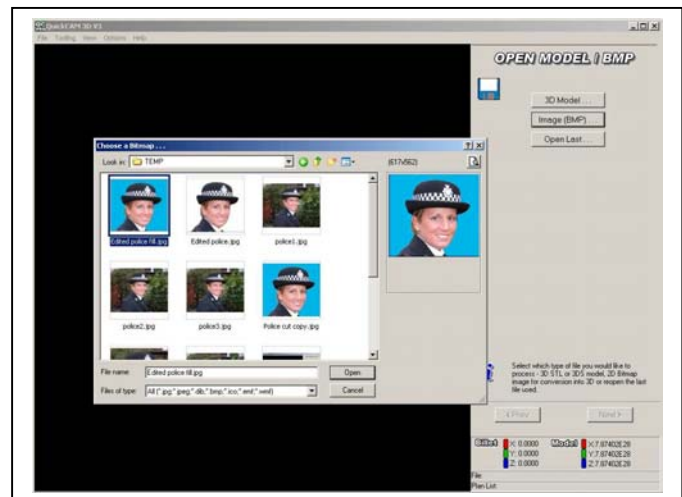 QuickCAM 3D V3
File Tooling View Options Help
OPEN MODEL / BMP
3D Model ...
Image (BMP) ...
Open Last ...
Choose a Bitmap ...
Look in: TEMP
(617x562)
Edited police fill.jpg
Edited police.jpg
police1.jpg
police2.jpg
police3.jpg
Police cut copy.jpg
File name: Edited police fill.jpg
Open
Files of type: All (*.jpg;*.jpeg;*.dib;*.bmp;*.ico;*.emf;*.wmf)
Cancel
Select which type of file you would like to
process - 3D STL or 3DS model, 2D Bitmap
image for conversion into 3D or reopen the last
file used.
< Prev
Next >
Billet X: 0.0000 Model X:7.87402E28
Y: 0.0000 Y:7.87402E28
Z: 0.0000 Z:7.87402E28
File:
Plan List: